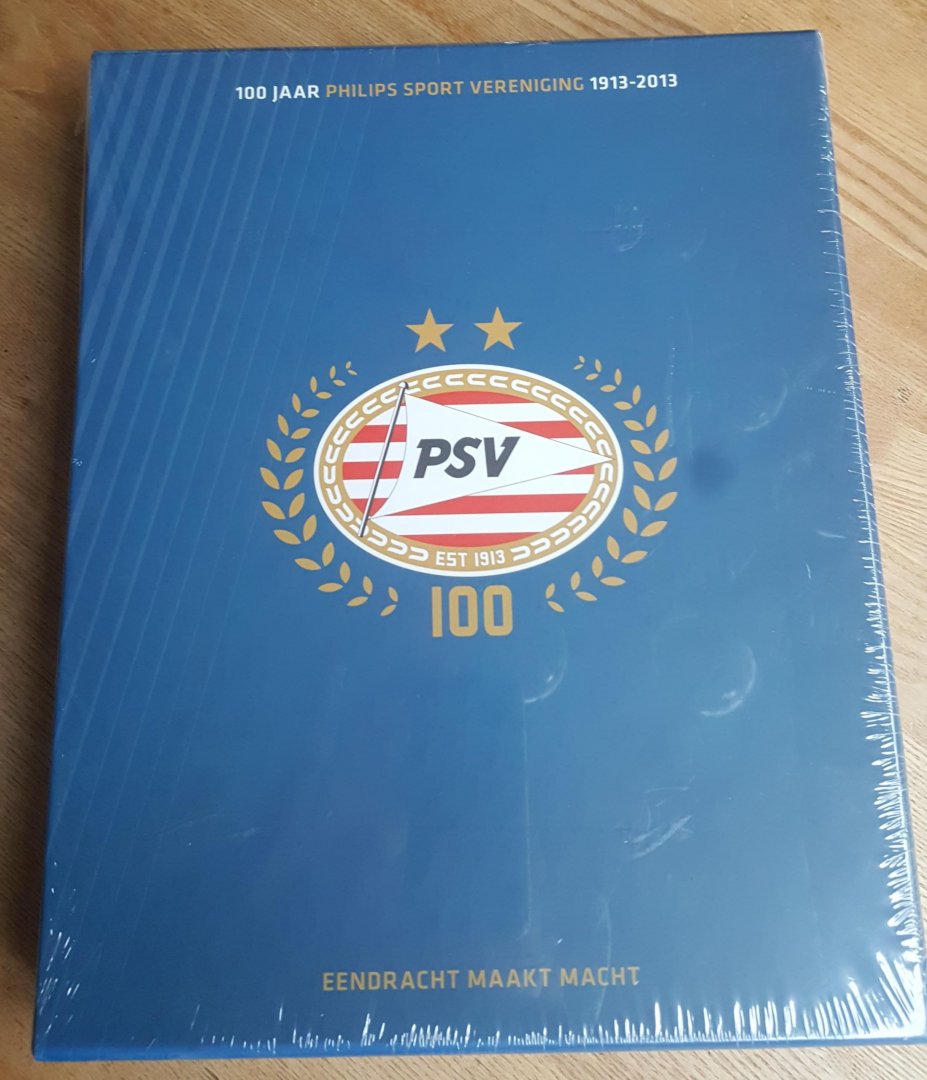 100 JAAR PHILIPS SPORT VERENIGING 1913-2013
PSV
EST 1913
100
EENDRACHT MAAKT MACHT